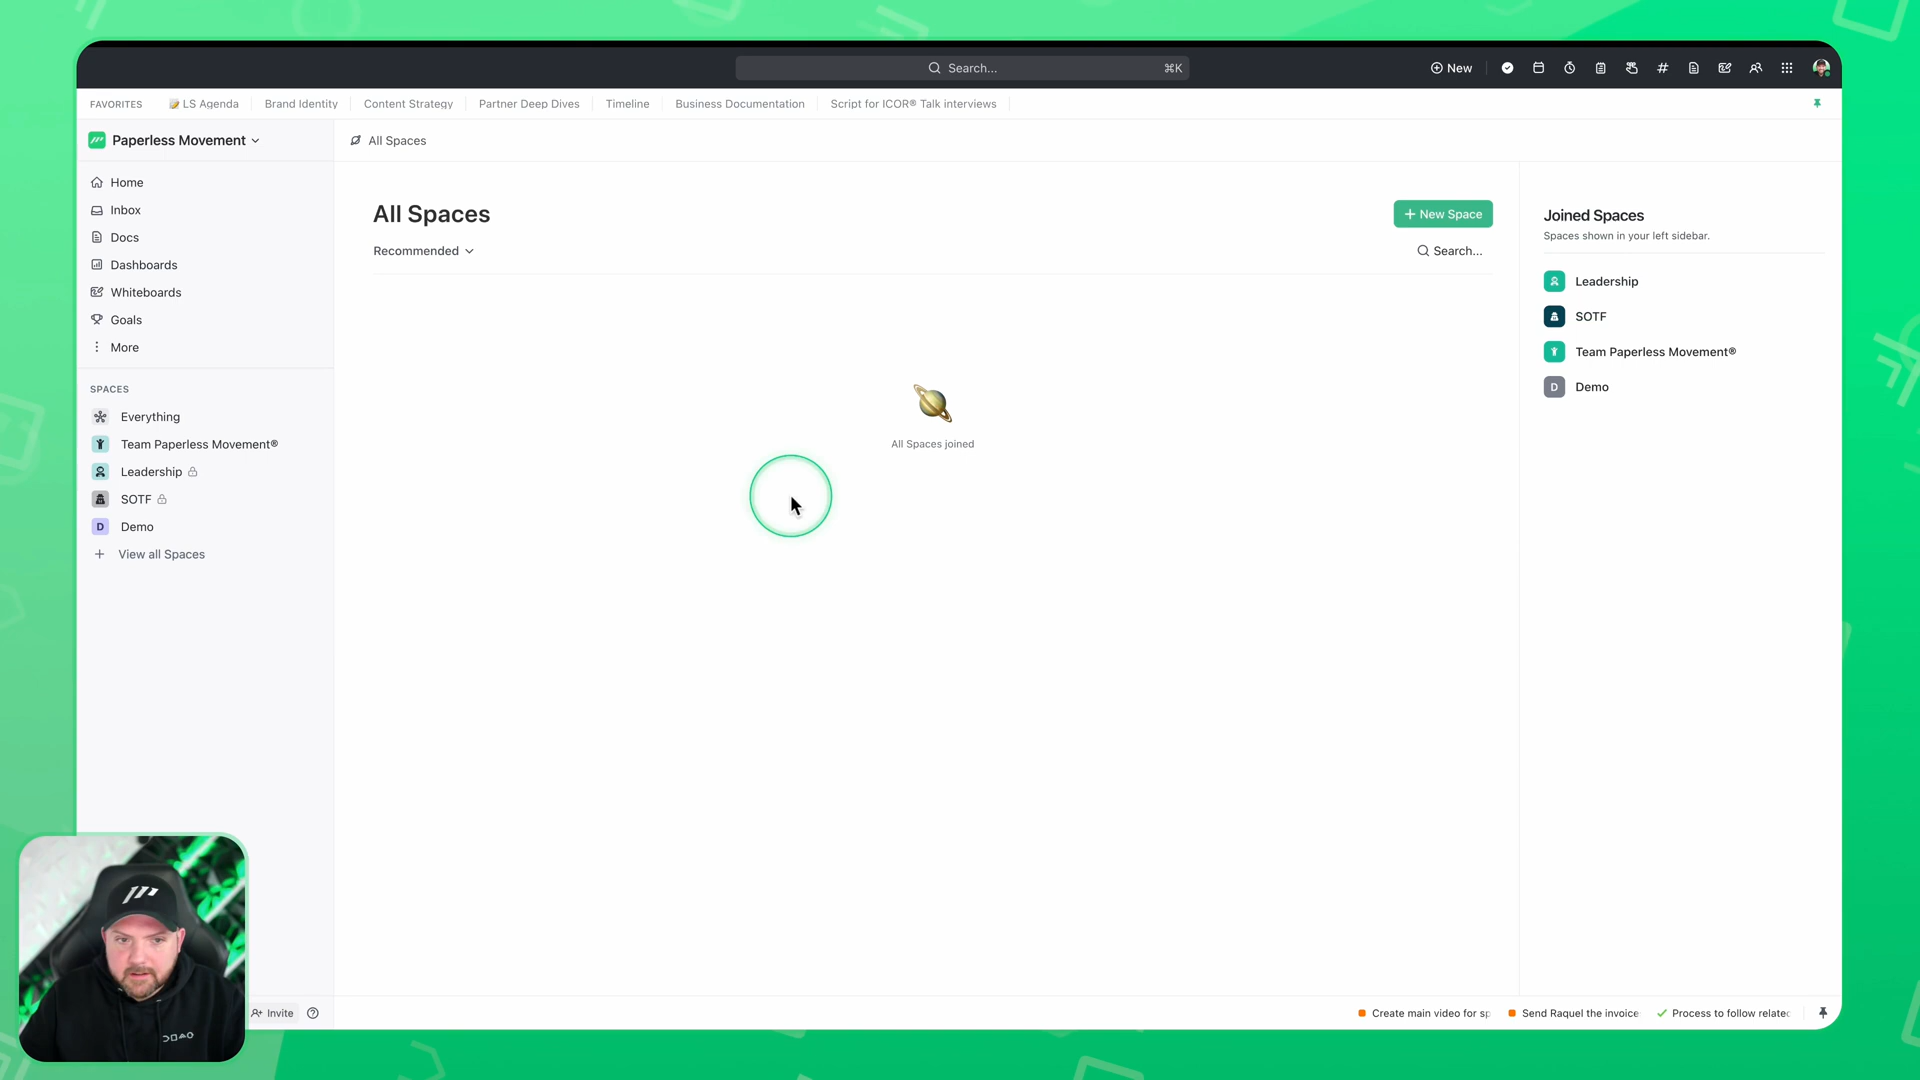 Search...
⌘K
New
FAVORITES
LS Agenda
Brand Identity
Content Strategy
Partner Deep Dives
Timeline
Business Documentation
Script for ICOR® Talk interviews
Paperless Movement
All Spaces
Home
Inbox
Docs
Dashboards
Whiteboards
Goals
More
SPACES
Everything
Team Paperless Movement®
Leadership
SOTF
D Demo
+ View all Spaces
All Spaces
+ New Space
Recommended
Search...
All Spaces joined
Joined Spaces
Spaces shown in your left sidebar.
Leadership
SOTF
Team Paperless Movement®
D Demo
Invite
Create main video for sp
Send Raquel the invoice
Process to follow related